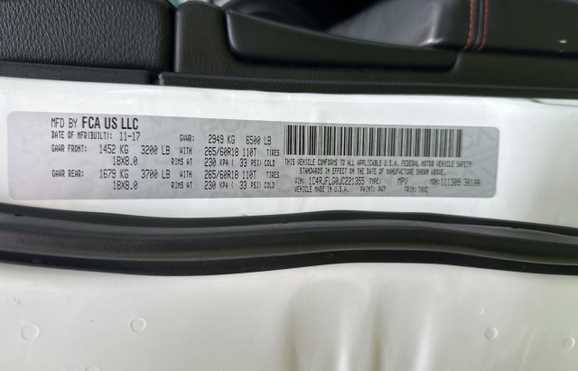 MFD BY FCA US LLC
DATE OF MFR(BUILT): 11-17 GVWR: 2949 KG 6500 LB
GAWR FRONT: 1452 KG 3200 LB WITH 265/60R18 110T TIRES
18X8.0 RIMS AT 230 KPA ( 33 PSI) COLD
GAWR REAR: 1679 KG 3700 LB WITH 265/60R18 110T TIRES
18X8.0 RIMS AT 230 KPA ( 33 PSI) COLD
THIS VEHICLE CONFORMS TO ALL APPLICABLE U.S.A. FEDERAL MOTOR VEHICLE SAFETY
STANDARDS IN EFFECT ON THE DATE OF MANUFACTURE SHOWN ABOVE.
TYPE: MPV
PAINT: PW7